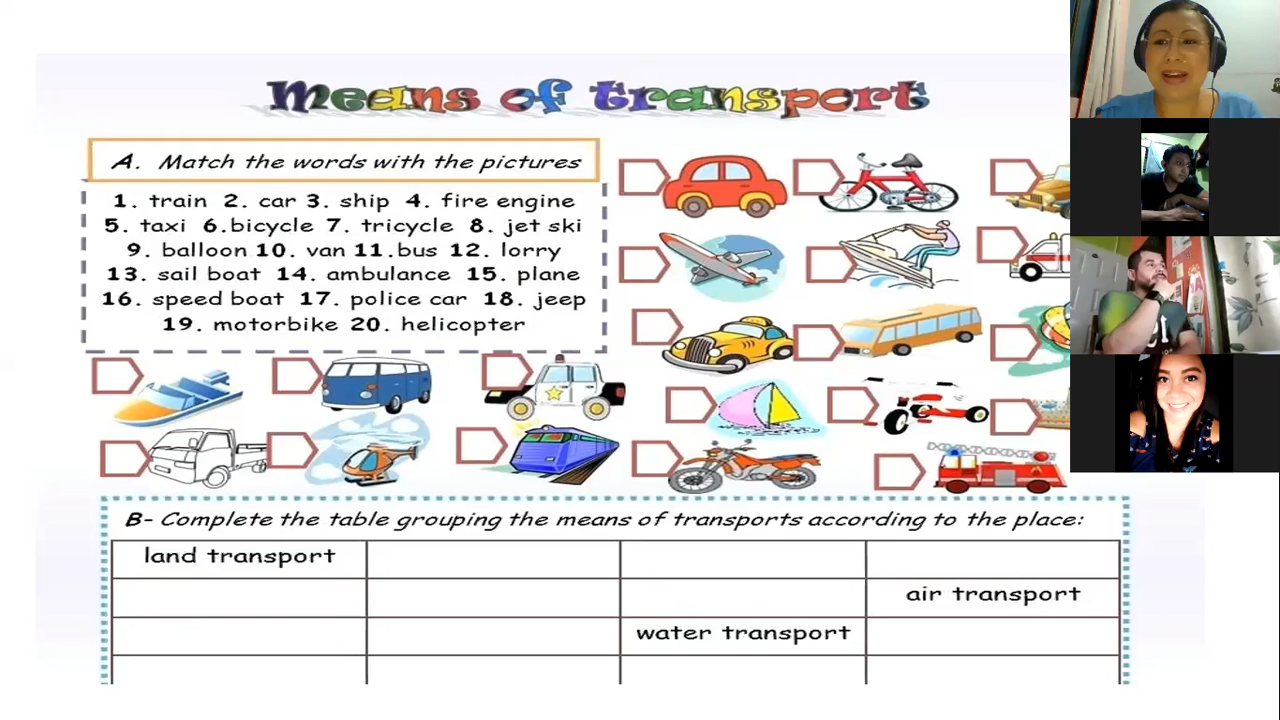 Means of transport
A. Match the words with the pictures
1. train 2. car 3. ship 4. fire engine
5. taxi 6.bicycle 7. tricycle 8. jet ski
9. balloon 10. van 11.bus 12. lorry
13. sail boat 14. ambulance 15. plane
16. speed boat 17. police car 18. jeep
19. motorbike 20. helicopter
B- Complete the table grouping the means of transports according to the place:
land transport
air transport
water transport